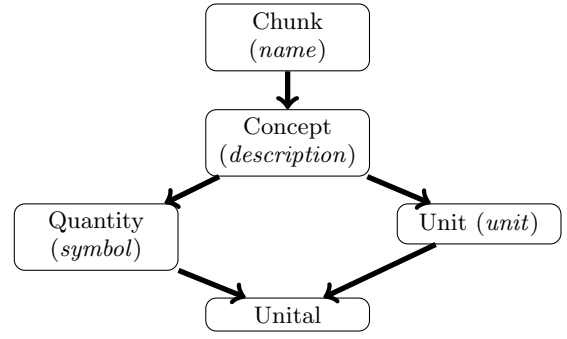 Chunk
(name)
Concept
(description)
Quantity
(symbol)
Unit (unit)
Unital